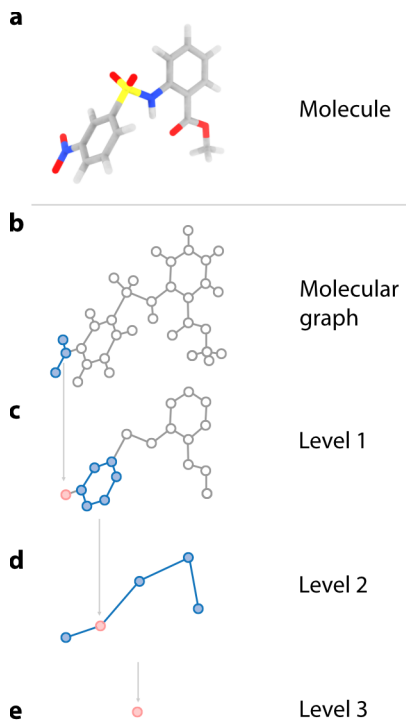 a
Molecule
b
Molecular
graph
c
Level 1
d
Level 2
e
Level 3